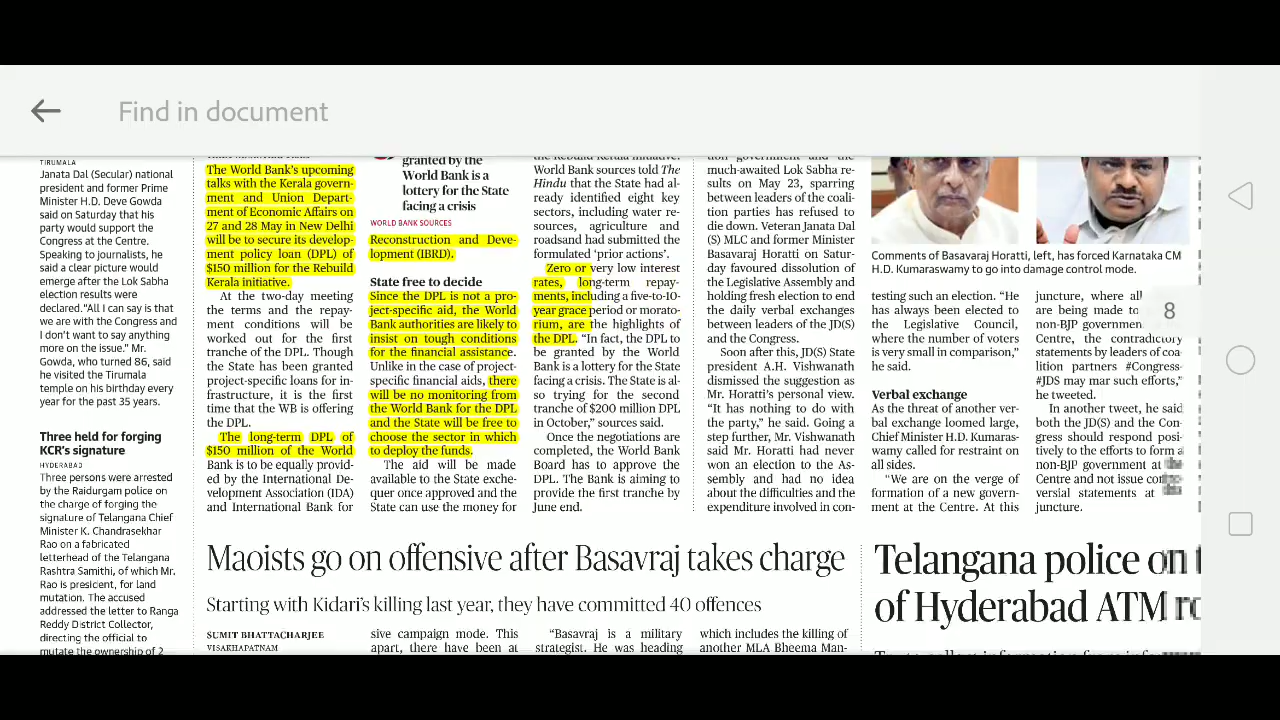 Find in document
TIRUMALA
Janata Dal (Secular) national
president and former Prime
Minister H.D. Deve Gowda
said on Saturday that his
party would support the
Congress at the Centre.
Speaking to journalists, he
said a clear picture would
emerge after the Lok Sabha
election results were
declared."All I can say is that
we are with the Congress and
I don't want to say anything
more on the issue." Mr.
Gowda, who turned 86, said
he visited the Tirumala
temple on his birthday every
year for the past 35 years.
Three held for forging
KCR's signature
HYDERABAD
Three persons were arrested
by the Raidurgam police on
the charge of forging the
signature of Telangana Chief
Minister K. Chandrasekhar
Rao on a fabricated
letterhead of the Telangana
Rashtra Samithi, of which Mr.
Rao is president, for land
mutation. The accused
addressed the letter to Ranga
Reddy District Collector,
directing the official to
mutate the ownership of 2
The World Bank's upcoming
talks with the Kerala govern-
ment and Union Depart-
ment of Economic Affairs on
27 and 28 May in New Delhi
will be to secure its develop-
ment policy loan (DPL) of
$150 million for the Rebuild
Kerala initiative.
At the two-day meeting
the terms and the repay-
ment conditions will be
worked out for the first
tranche of the DPL. Though
the State has been granted
project-specific loans for in-
frastructure, it is the first
time that the WB is offering
the DPL.
The long-term DPL of
$150 million of the World
Bank is to be equally provid-
ed by the International De-
velopment Association (IDA)
and International Bank for
granted by the
World Bank is a
lottery for the State
facing a crisis
WORLD BANK SOURCES
Reconstruction and Deve-
lopment (IBRD).
State free to decide
Since the DPL is not a pro-
ject-specific aid, the World
Bank authorities are likely to
insist on tough conditions
for the financial assistance.
Unlike in the case of project-
specific financial aids, there
will be no monitoring from
the World Bank for the DPL
and the State will be free to
choose the sector in which
to deploy the funds.
The aid will be made
available to the State exche-
quer once approved and the
State can use the money for
the Rebuild Kerala initiative.
World Bank sources told The
Hindu that the State had al-
ready identified eight key
sectors, including water re-
sources, agriculture and
roadsand had submitted the
formulated 'prior actions'.
Zero or very low interest
rates, long-term repay-
ments, including a five-to-10-
year grace period or morato-
rium, are the highlights of
the DPL. "In fact, the DPL to
be granted by the World
Bank is a lottery for the State
facing a crisis. The State is al-
so trying for the second
tranche of $200 million DPL
in October," sources said.
Once the negotiations are
completed, the World Bank
Board has to approve the
DPL. The Bank is aiming to
provide the first tranche by
June end.
tion government and the
much-awaited Lok Sabha re-
sults on May 23, sparring
between leaders of the coali-
tion parties has refused to
die down. Veteran Janata Dal
(S) MLC and former Minister
Basavaraj Horatti on Satur-
day favoured dissolution of
the Legislative Assembly and
holding fresh election to end
the daily verbal exchanges
between leaders of the JD(S)
and the Congress.
Soon after this, JD(S) State
president A.H. Vishwanath
dismissed the suggestion as
Mr. Horatti's personal view.
"It has nothing to do with
the party," he said. Going a
step further, Mr. Vishwanath
said Mr. Horatti had never
won an election to the As-
sembly and had no idea
about the difficulties and the
expenditure involved in con-
Comments of Basavaraj Horatti, left, has forced Karnataka CM
H.D. Kumaraswamy to go into damage control mode.
testing such an election. "He
has always been elected to
the Legislative Council,
where the number of voters
is very small in comparison,"
he said.
Verbal exchange
As the threat of another ver-
bal exchange loomed large,
Chief Minister H.D. Kumaras-
wamy called for restraint on
all sides.
"We are on the verge of
formation of a new govern-
ment at the Centre. At this
juncture, where all
are being made to
non-BJP government
Centre, the contradictory
statements by leaders of coa-
lition partners #Congress-
#JDS may mar such efforts,"
he tweeted.
In another tweet, he said
both the JD(S) and the Con-
gress should respond posi-
tively to the efforts to form a
non-BJP government at
Centre and not issue
versial statements at
juncture.
8
Maoists go on offensive after Basavraj takes charge
Starting with Kidari's killing last year, they have committed 40 offences
SUMIT BHATTACHARJEE
VISAKHAPATNAM
sive campaign mode. This
apart, there have been at
"Basavraj is a military
strategist. He was heading
which includes the killing of
another MLA Bheema Man-
Telangana police on
of Hyderabad ATM